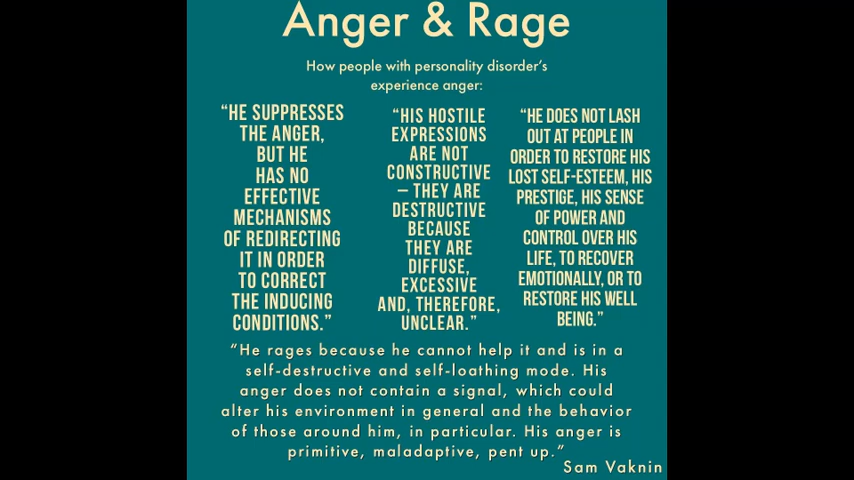 Anger & Rage
How people with personality disorder's
experience anger:
“HE SUPPRESSES
THE ANGER,
BUT HE
HAS NO
EFFECTIVE
MECHANISMS
OF REDIRECTING
IT IN ORDER
TO CORRECT
THE INDUCING
CONDITIONS.”
“HIS HOSTILE
EXPRESSIONS
ARE NOT
CONSTRUCTIVE
– THEY ARE
DESTRUCTIVE
BECAUSE
THEY ARE
DIFFUSE,
EXCESSIVE
AND, THEREFORE,
UNCLEAR.”
“HE DOES NOT LASH
OUT AT PEOPLE IN
ORDER TO RESTORE HIS
LOST SELF-ESTEEM, HIS
PRESTIGE, HIS SENSE
OF POWER AND
CONTROL OVER HIS
LIFE, TO RECOVER
EMOTIONALLY, OR TO
RESTORE HIS WELL
BEING.”
“He rages because he cannot help it and is in a
self-destructive and self-loathing mode. His
anger does not contain a signal, which could
alter his environment in general and the behavior
of those around him, in particular. His anger is
primitive, maladaptive, pent up.”
Sam Vaknin